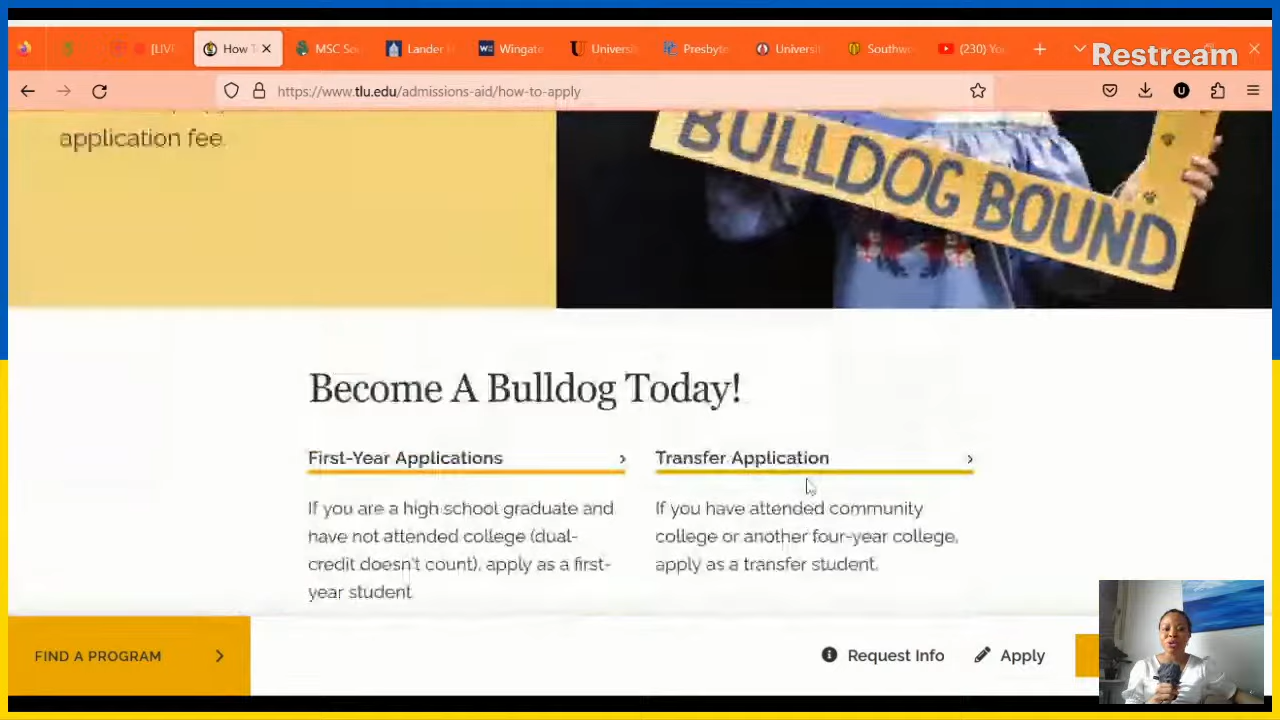 [LIV
How T
MSC So
Lander H
Wingate
Universi
Presbyte
Universi
Southwo
(230) Yo
Restream
https://www.tlu.edu/admissions-aid/how-to-apply
application fee.
BULLDOG BOUND
Become A Bulldog Today!
First-Year Applications
Transfer Application
If you are a high school graduate and
have not attended college (dual-
credit doesn't count), apply as a first-
year student
If you have attended community
college or another four-year college,
apply as a transfer student.
FIND A PROGRAM
Request Info
Apply